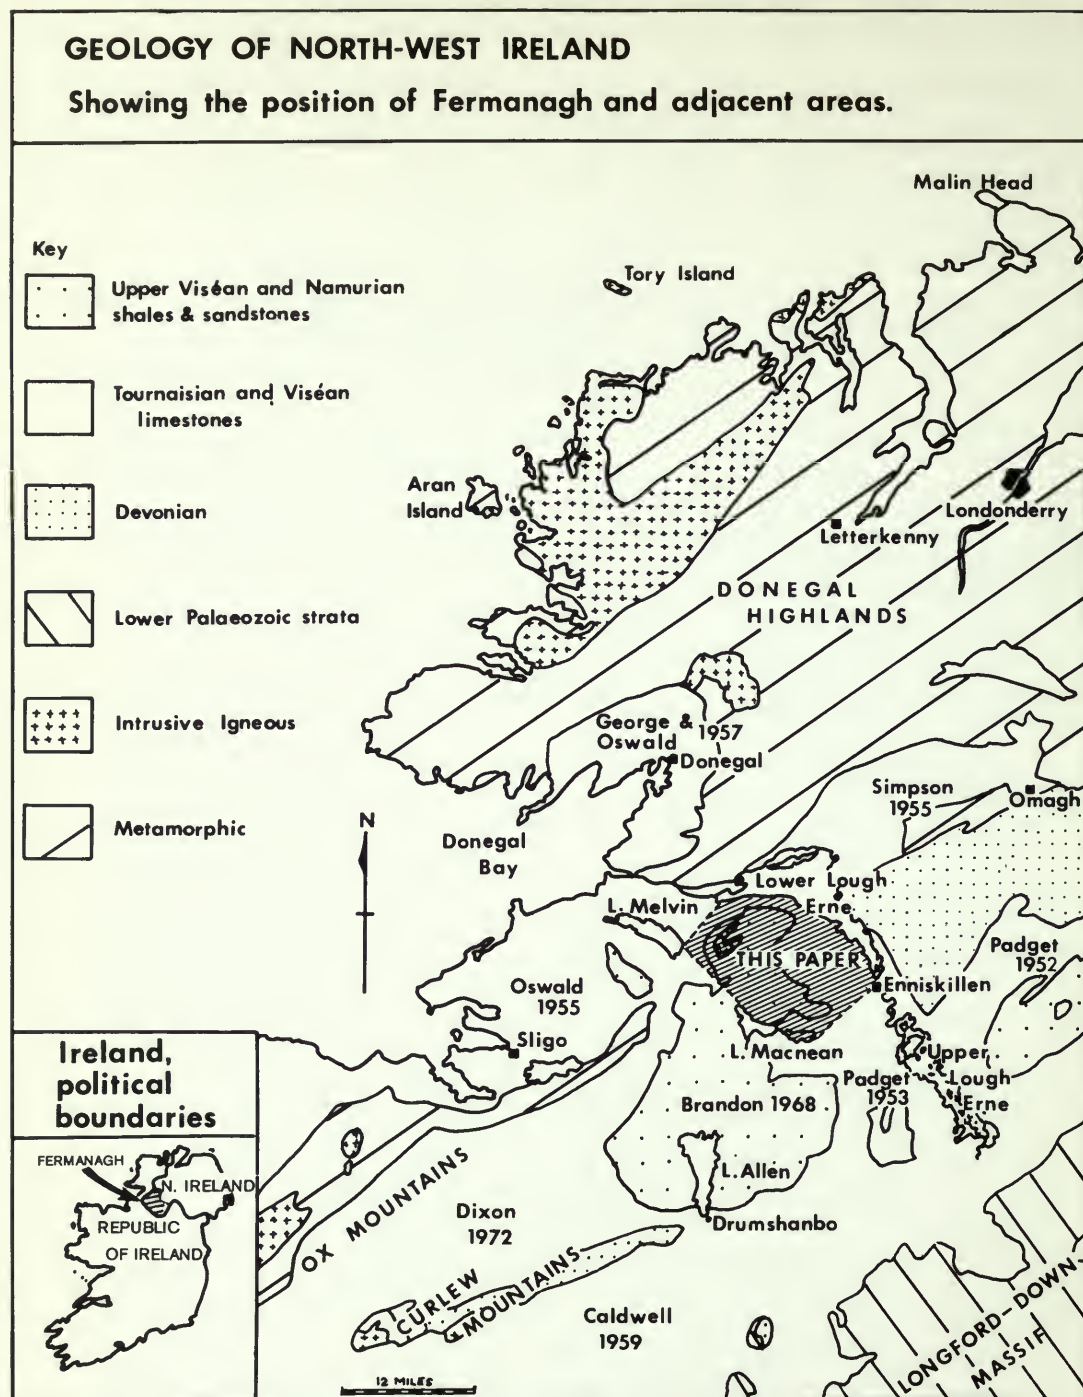 GEOLOGY OF NORTH-WEST IRELAND
Showing the position of Fermanagh and adjacent areas.
Key
Upper Viséan and Namurian
shales & sandstones
Tournaisian and Viséan
limestones
Devonian
Lower Palaeozoic strata
Intrusive Igneous
Metamorphic
Malin Head
Tory Island
Aran
Island
Londonderry
Letterkenny
DONEGAL
HIGHLANDS
George &
Oswald
1957
Donegal
Simpson
1955
Omagh
N
Donegal
Bay
Lower Lough
Erne
L. Melvin
THIS PAPER
Padget
1952
Oswald
1955
Enniskillen
Sligo
L. Macnean
Upper
Lough
Erne
Padget
1953
Brandon 1968
L. Allen
Drumshanbo
OX MOUNTAINS
Dixon
1972
CURLEW
MOUNTAINS
Caldwell
1959
LONGFORD-DOWN-
MASSIF
12 MILES
Ireland,
political
boundaries
FERMANAGH
N. IRELAND
REPUBLIC
OF IRELAND